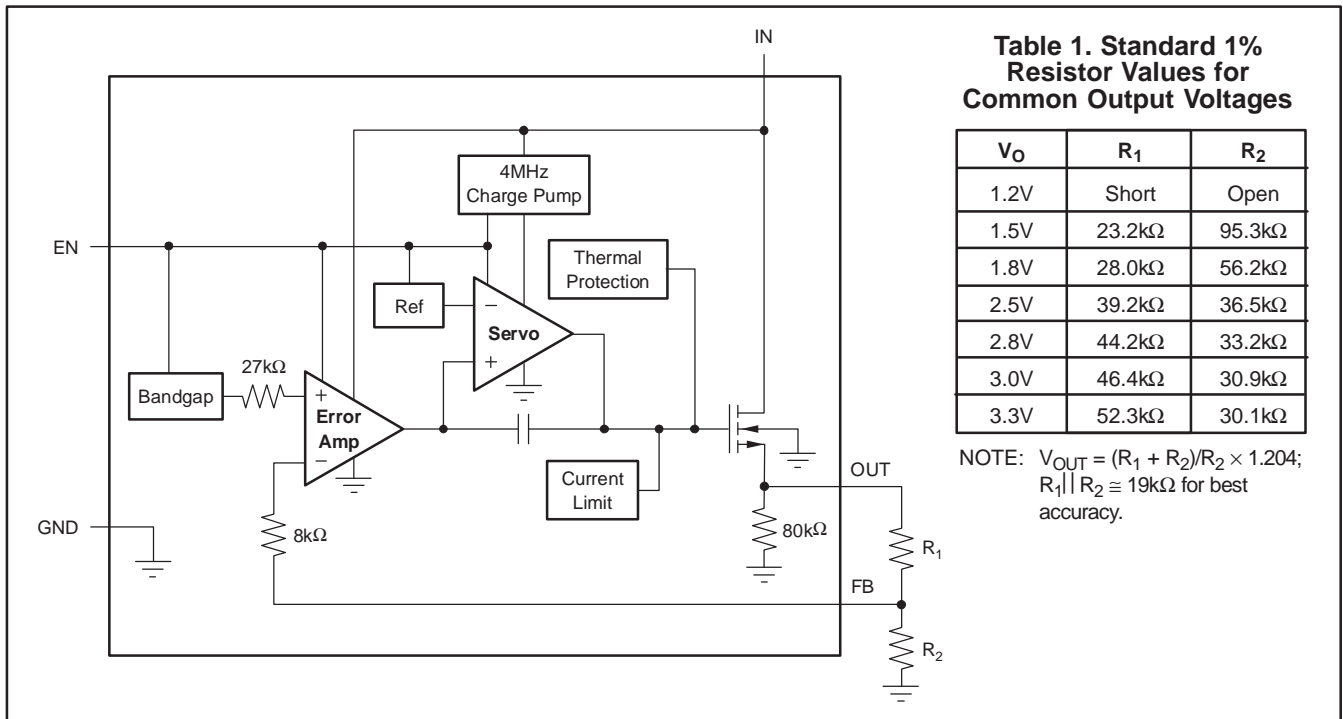 IN
Table 1. Standard 1%
Resistor Values for
Common Output Voltages
VO R1 R2
1.2V Short Open
1.5V 23.2kΩ 95.3kΩ
1.8V 28.0kΩ 56.2kΩ
2.5V 39.2kΩ 36.5kΩ
2.8V 44.2kΩ 33.2kΩ
3.0V 46.4kΩ 30.9kΩ
3.3V 52.3kΩ 30.1kΩ
NOTE: VOUT = (R1 + R2)/R2 × 1.204;
R1||R2 ≅ 19kΩ for best
accuracy.
4MHz
Charge Pump
EN
Thermal
Protection
Ref
−
Servo
+
27kΩ
Bandgap
+
Error
Amp
−
Current
Limit
OUT
GND
8kΩ
80kΩ
R1
FB
R2